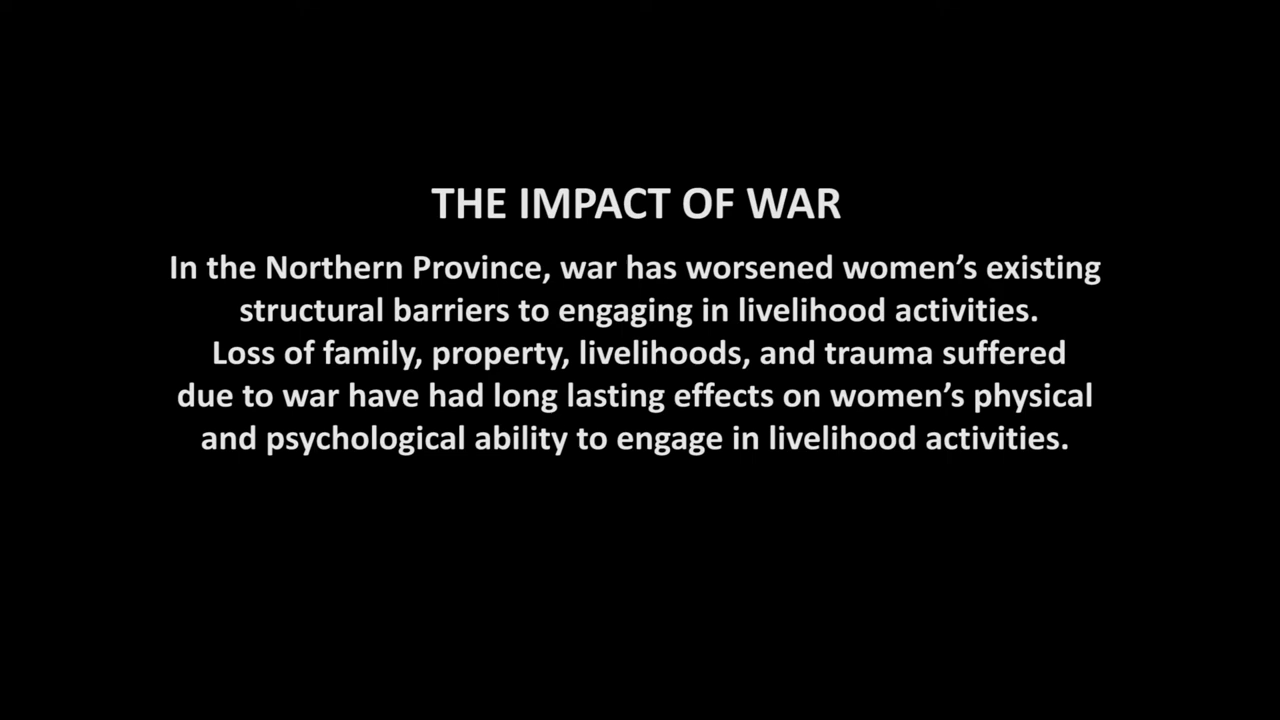 THE IMPACT OF WAR
In the Northern Province, war has worsened women’s existing
structural barriers to engaging in livelihood activities.
Loss of family, property, livelihoods, and trauma suffered
due to war have had long lasting effects on women’s physical
and psychological ability to engage in livelihood activities.